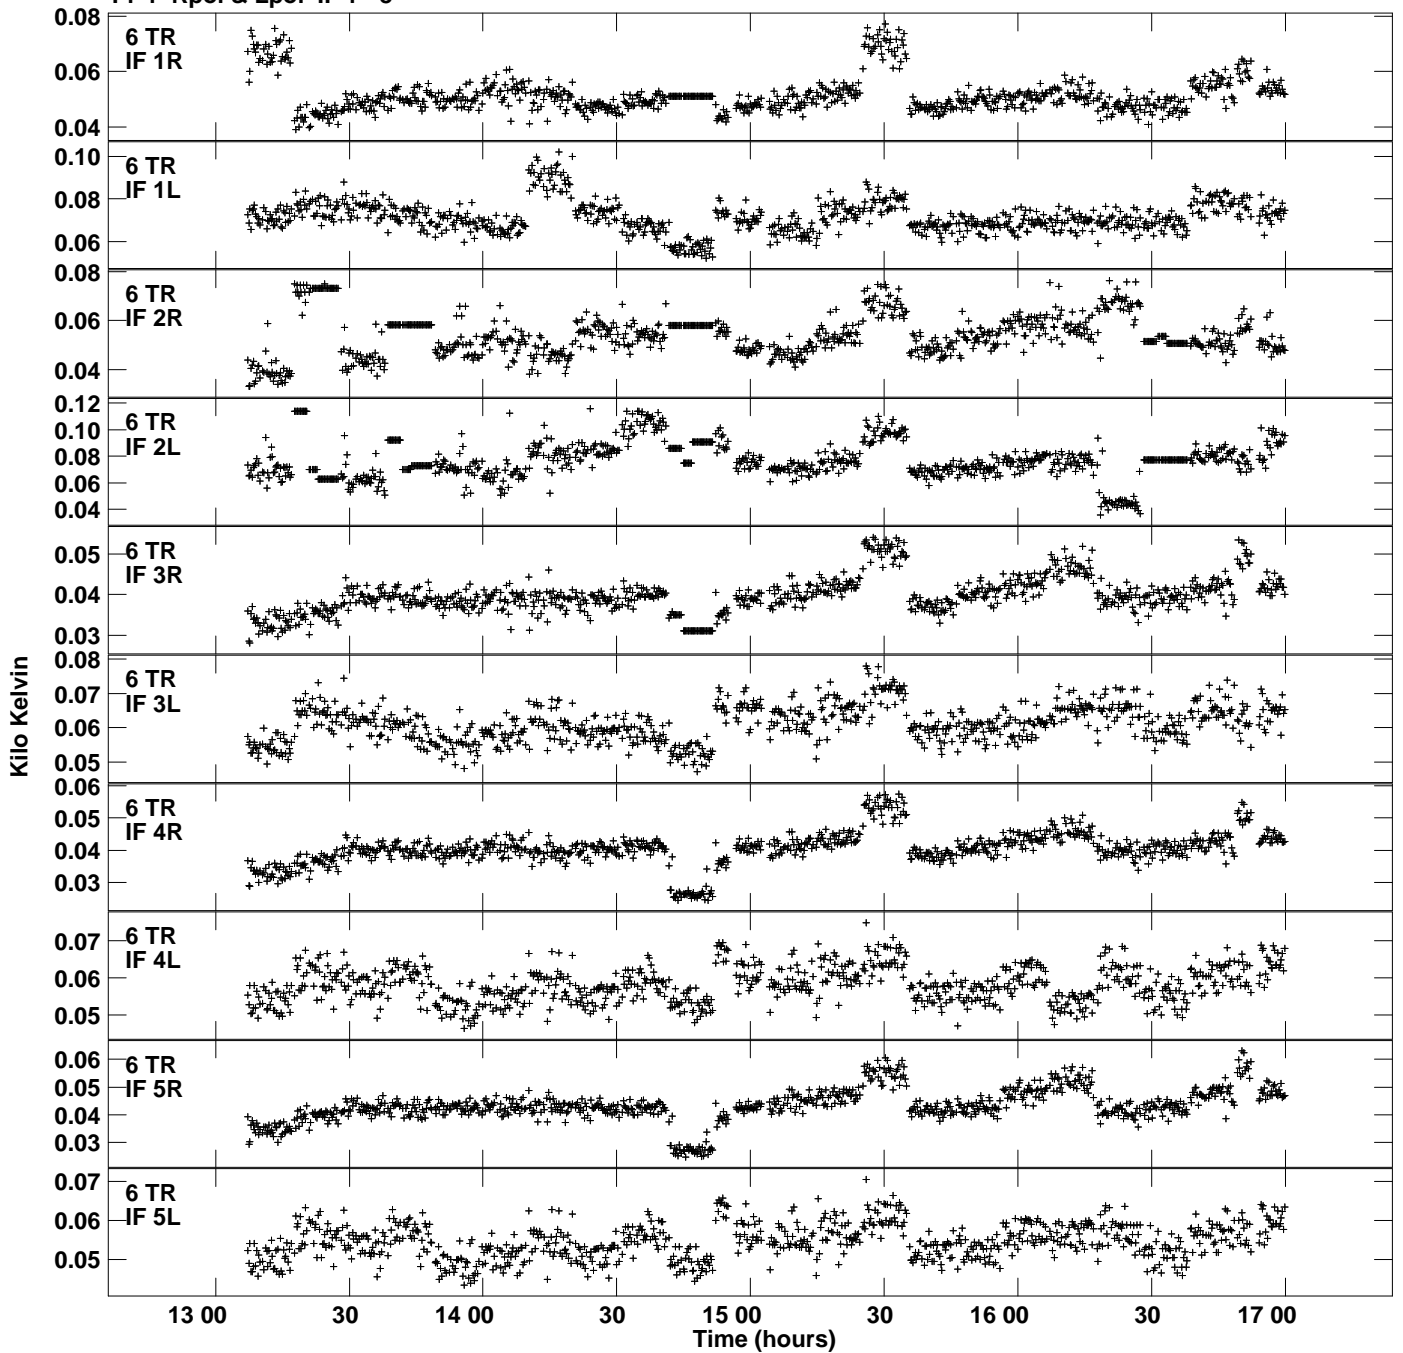 0.08
0.06
0.04
6 TR
IF 1R
0.10
0.08
0.06
6 TR
IF 1L
0.08
0.06
0.04
6 TR
IF 2R
0.12
0.10
0.08
0.06
0.04
6 TR
IF 2L
0.05
0.04
0.03
6 TR
IF 3R
0.08
0.07
0.06
0.05
6 TR
IF 3L
0.06
0.05
0.04
0.03
6 TR
IF 4R
0.07
0.06
0.05
6 TR
IF 4L
0.06
0.05
0.04
0.03
6 TR
IF 5R
0.07
0.06
0.05
6 TR
IF 5L
Kilo Kelvin
13 00 30 14 00 30 15 00 30 16 00 30 17 00
Time (hours)